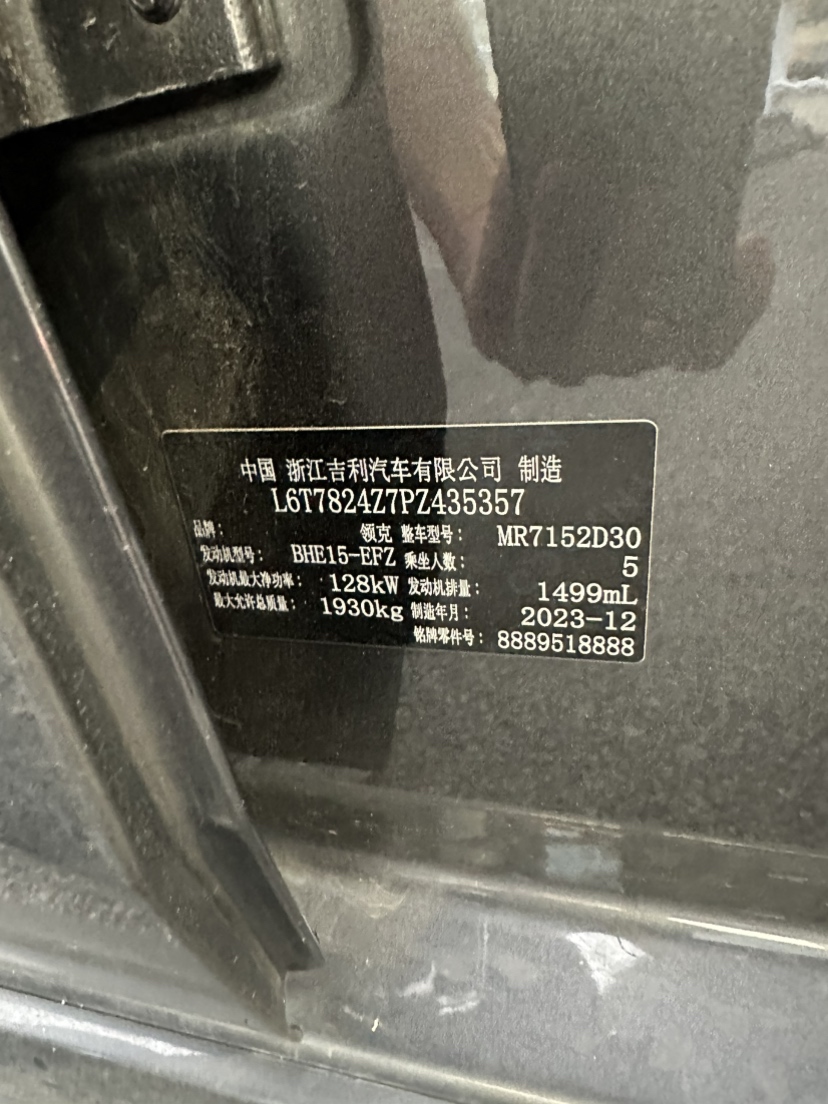 中国 浙江吉利汽车有限公司 制造
L6T7824Z7PZ435357
品牌： 领克 整车型号： MR7152D30
发动机型号： BHE15-EFZ 乘坐人数： 5
发动机最大净功率： 128kW 发动机排量： 1499mL
最大允许总质量： 1930kg 制造年月： 2023-12
铭牌零件号： 8889518888